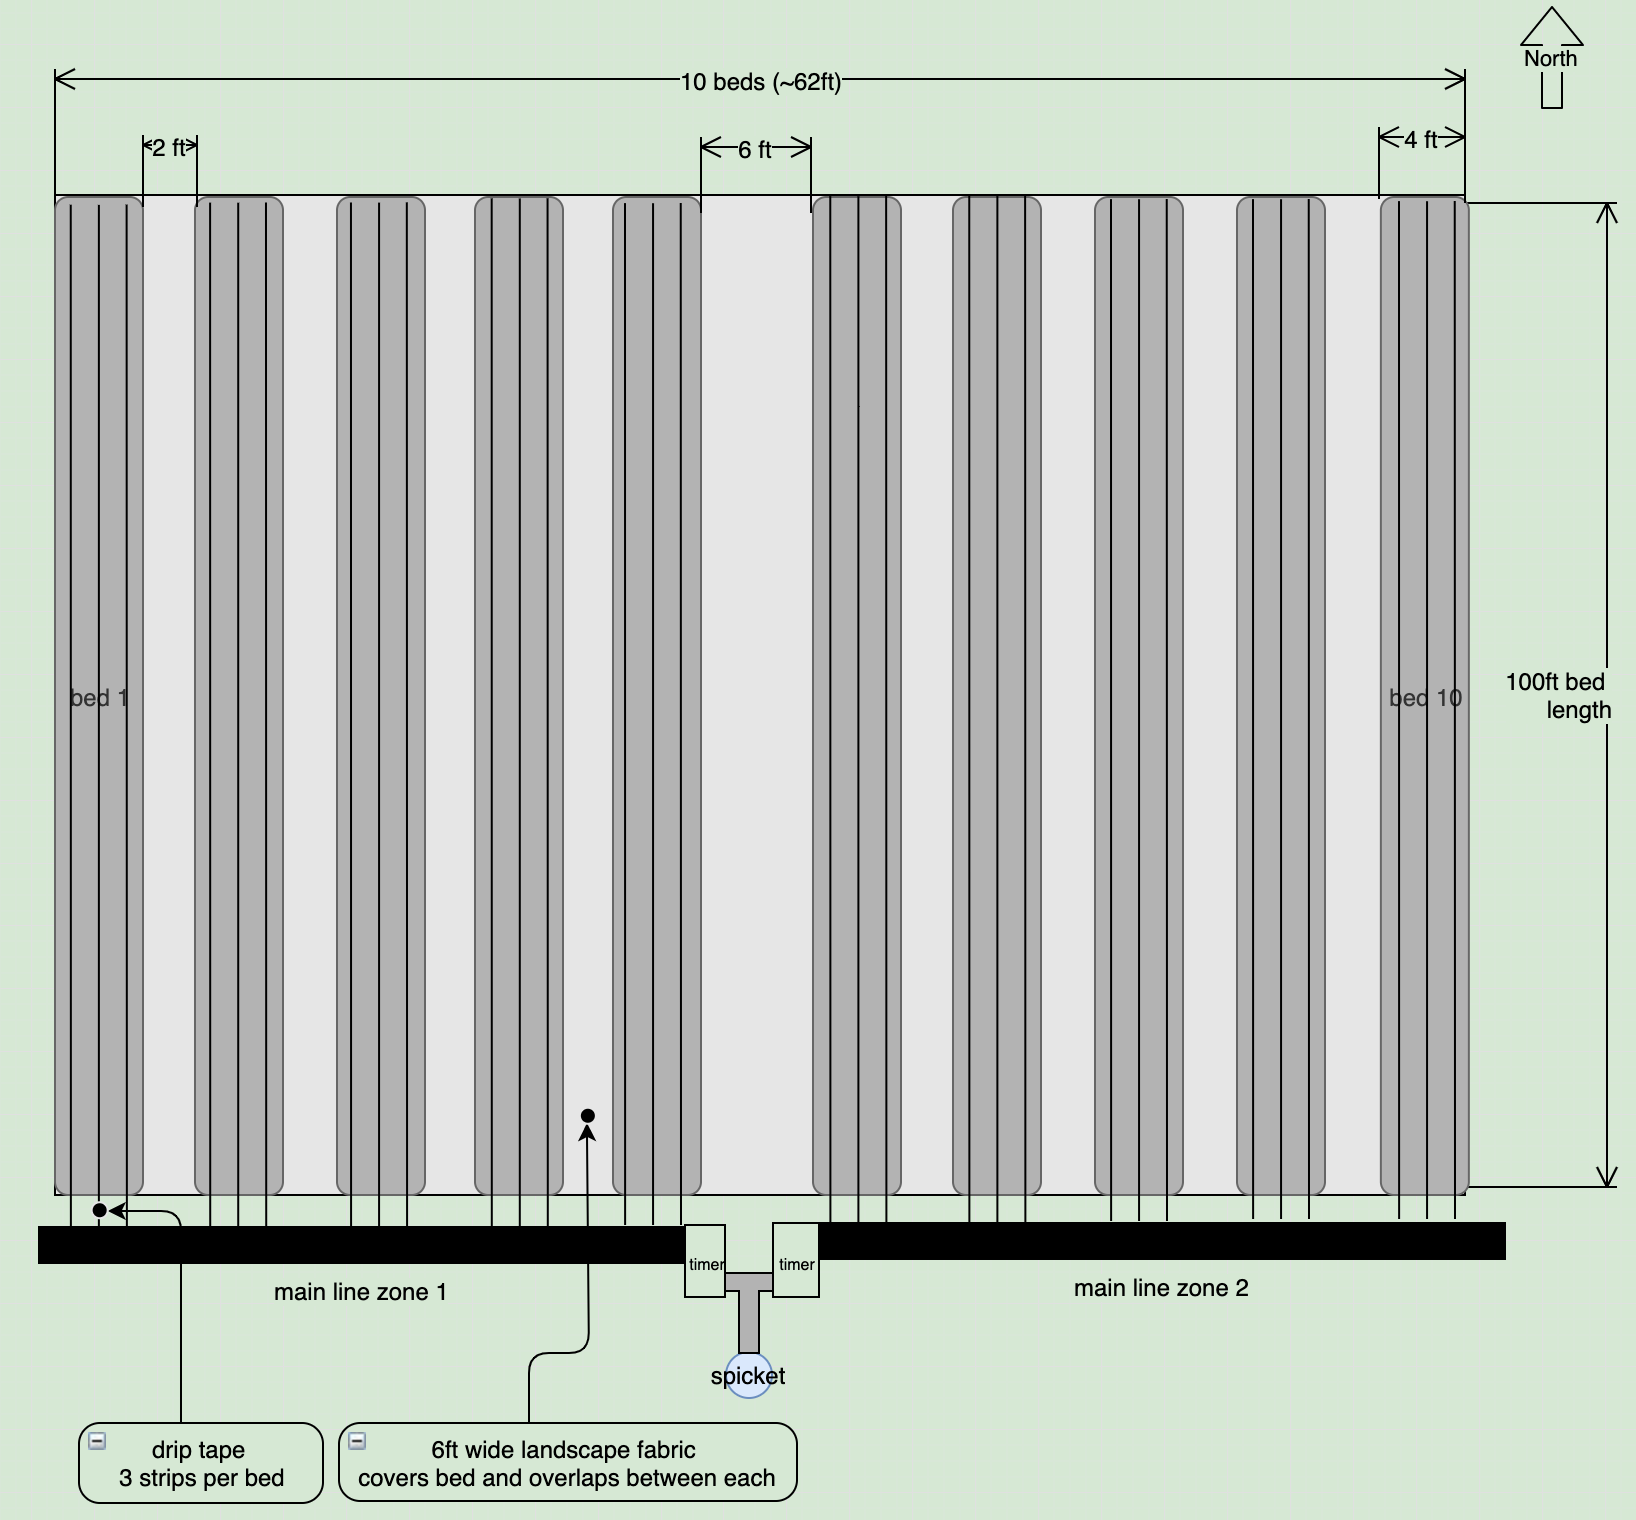 North
10 beds (~62ft)
2 ft
6 ft
4 ft
bed 1
bed 10
100ft bed
length
timer
timer
main line zone 1
main line zone 2
spicket
drip tape
3 strips per bed
6ft wide landscape fabric
covers bed and overlaps between each